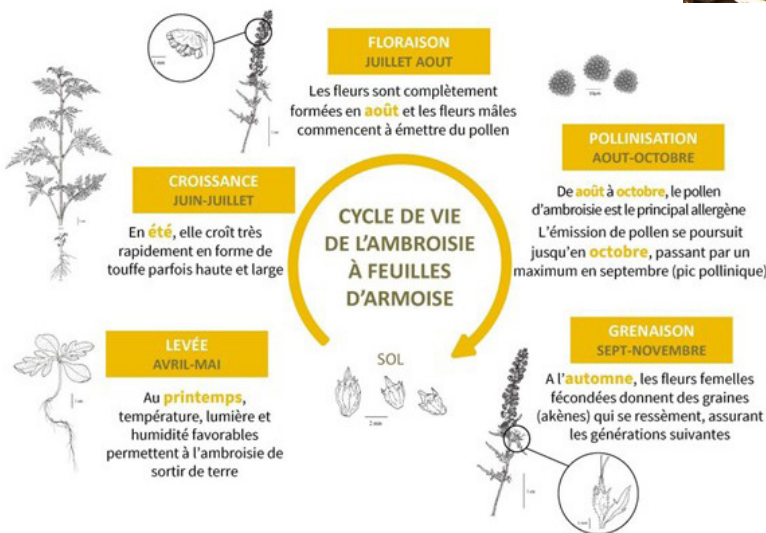 FLORAISON
JUILLET AOUT
Les fleurs sont complètement
formées en août et les fleurs mâles
commencent à émettre du pollen
POLLINISATION
AOUT-OCTOBRE
De août à octobre, le pollen
d'ambroisie est le principal allergène
L'émission de pollen se poursuit
jusqu'en octobre, passant par un
maximum en septembre (pic pollinique)
CROISSANCE
JUIN-JUILLET
En été, elle croît très
rapidement en forme de
touffe parfois haute et large
CYCLE DE VIE
DE L'AMBROISIE
À FEUILLES
D'ARMOISE
LEVÉE
AVRIL-MAI
Au printemps,
température, lumière et
humidité favorables
permettent à l'ambroisie de
sortir de terre
SOL
2 mm
GRENAISON
SEPT-NOVEMBRE
A l'automne, les fleurs femelles
fécondées donnent des graines
(akènes) qui se ressèment, assurant
les générations suivantes